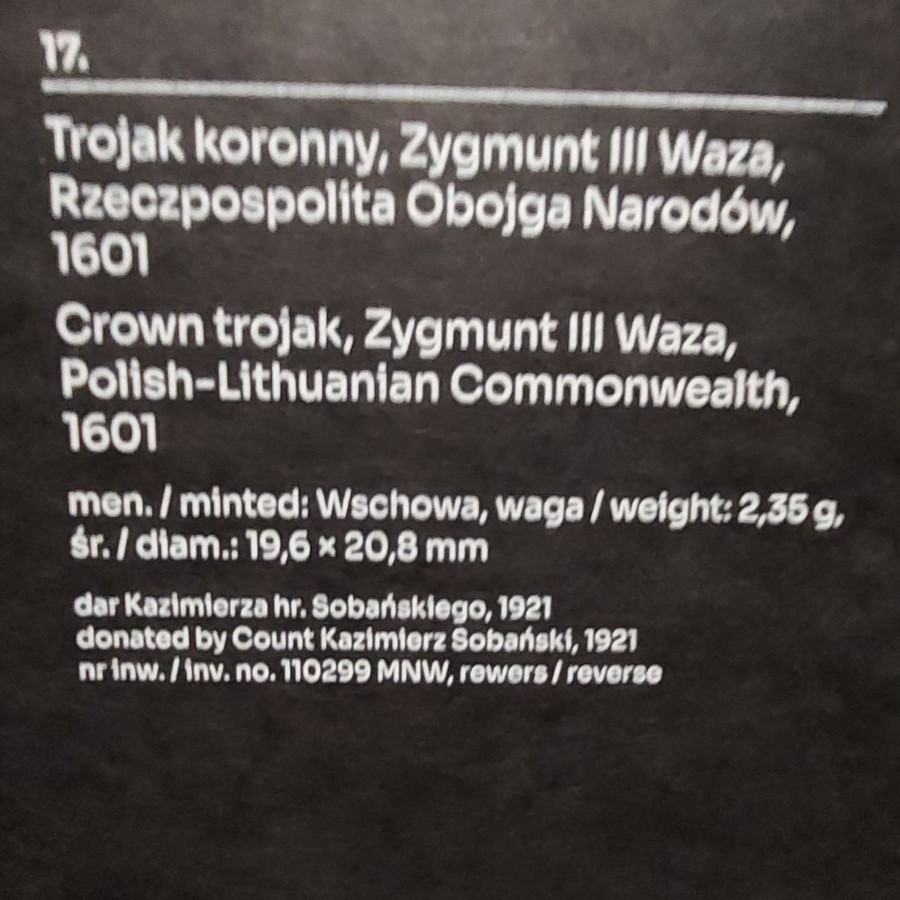 17.
Trojak koronny, Zygmunt III Waza,
Rzeczpospolita Obojga Narodów,
1601
Crown trojak, Zygmunt III Waza,
Polish-Lithuanian Commonwealth,
1601
men. / minted: Wschowa, waga / weight: 2,35 g,
śr. / diam.: 19,6 × 20,8 mm
dar Kazimierza hr. Sobańskiego, 1921
donated by Count Kazimierz Sobański, 1921
nr inw. / inv. no. 110299 MNW, rewers / reverse